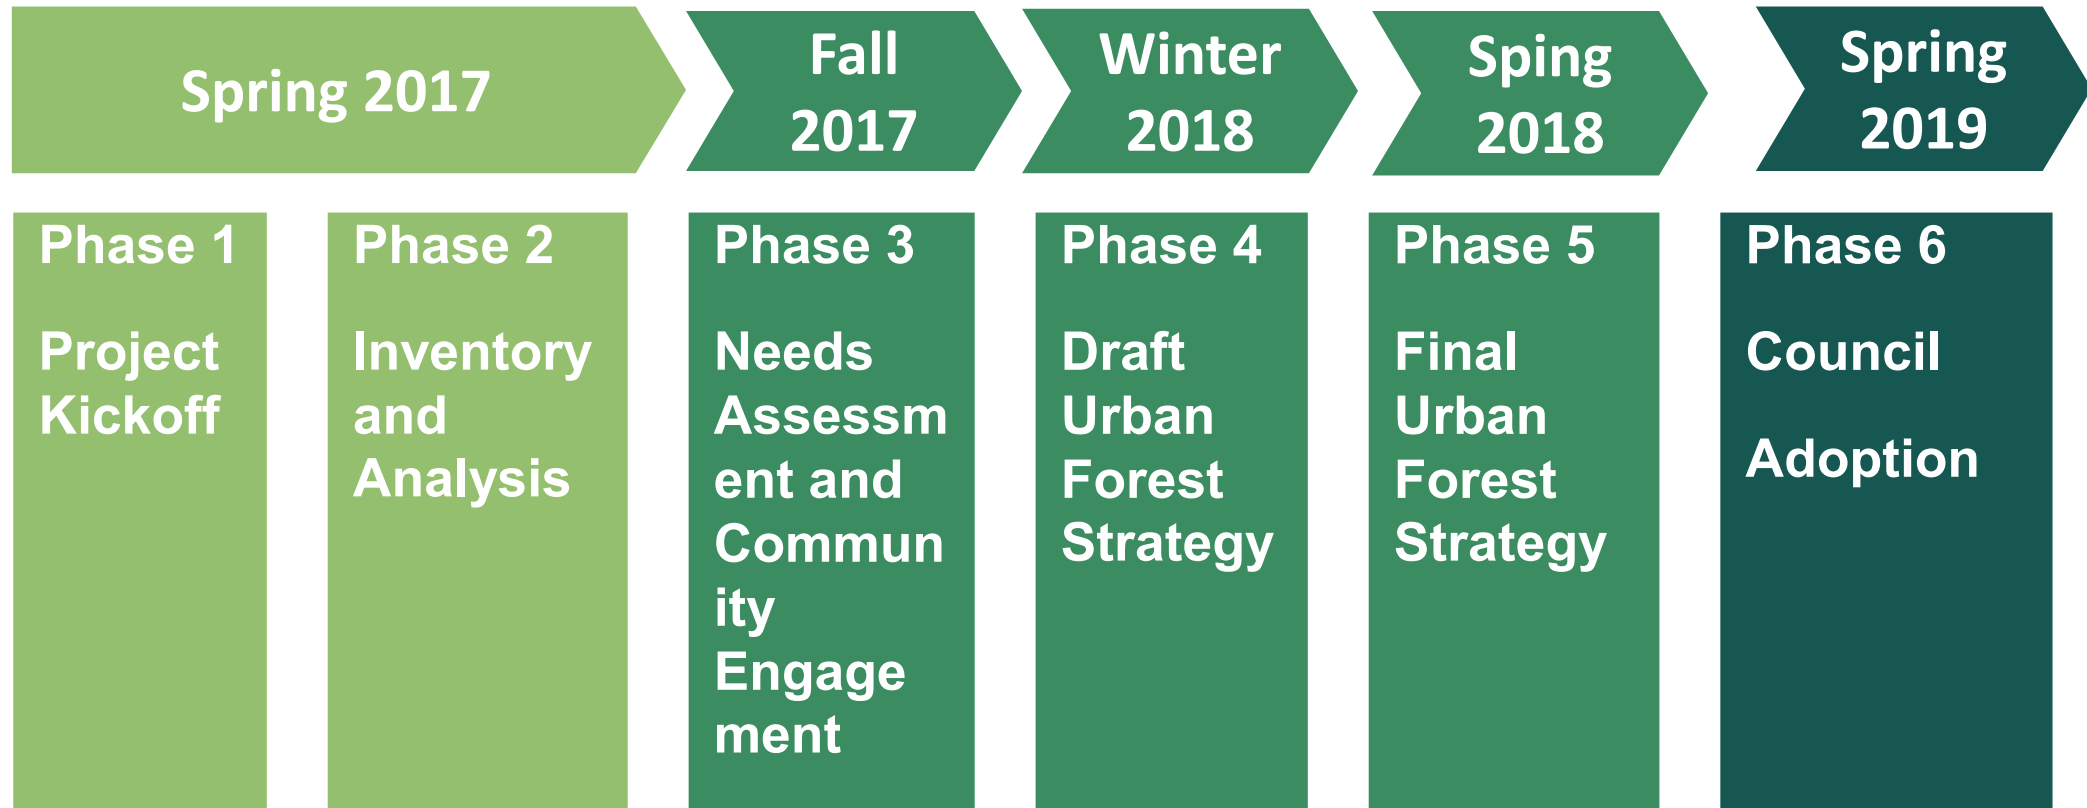 Spring 2017
Fall
2017
Winter
2018
Sping
2018
Spring
2019
Phase 1
Project
Kickoff
Phase 2
Inventory
and
Analysis
Phase 3
Needs
Assessm
ent and
Commun
ity
Engage
ment
Phase 4
Draft
Urban
Forest
Strategy
Phase 5
Final
Urban
Forest
Strategy
Phase 6
Council
Adoption